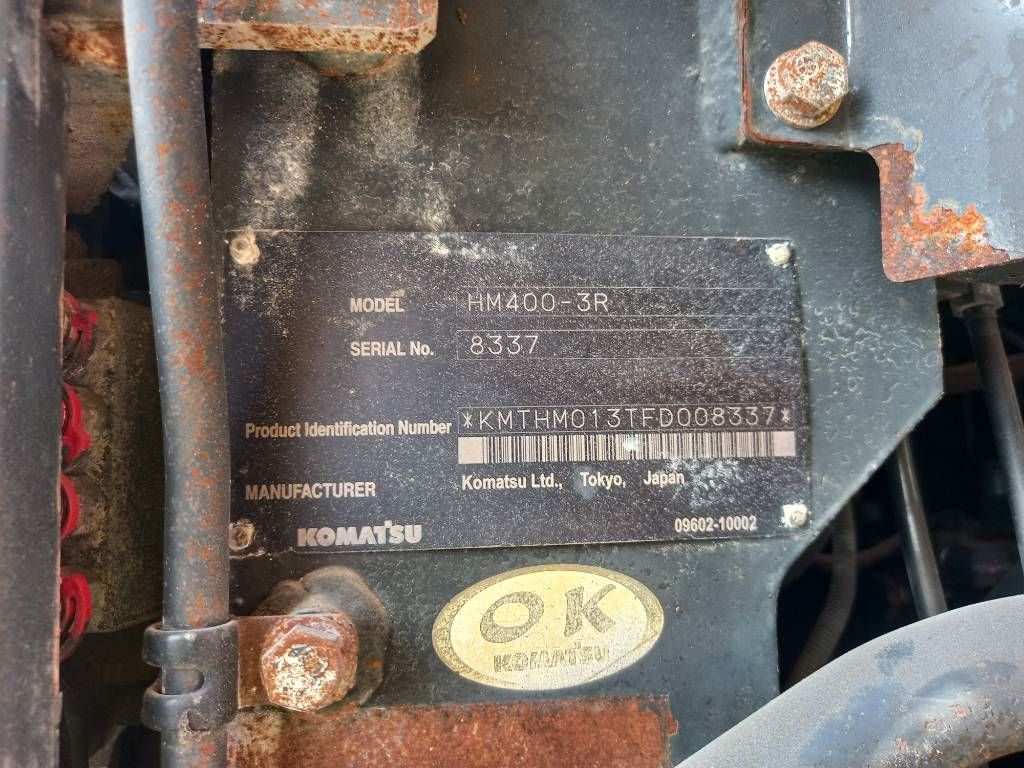 MODEL HM400-3R
SERIAL No. 8337
Product Identification Number *KMTHM013TFD008337*
MANUFACTURER Komatsu Ltd., Tokyo, Japan
KOMATSU 09602-10002
OK
KOMATSU